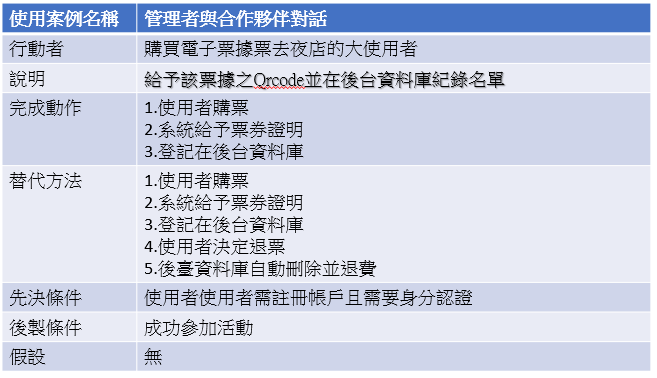 使用案例名稱 管理者與合作夥伴對話
行動者 購買電子票據票去夜店的大使用者
說明 給予該票據之Qrcode並在後台資料庫紀錄名單
完成動作 1.使用者購票
2.系統給予票券證明
3.登記在後台資料庫
替代方法 1.使用者購票
2.系統給予票券證明
3.登記在後台資料庫
4.使用者決定退票
5.後臺資料庫自動刪除並退費
先決條件 使用者使用者需註冊帳戶且需要身分認證
後製條件 成功參加活動
假設 無